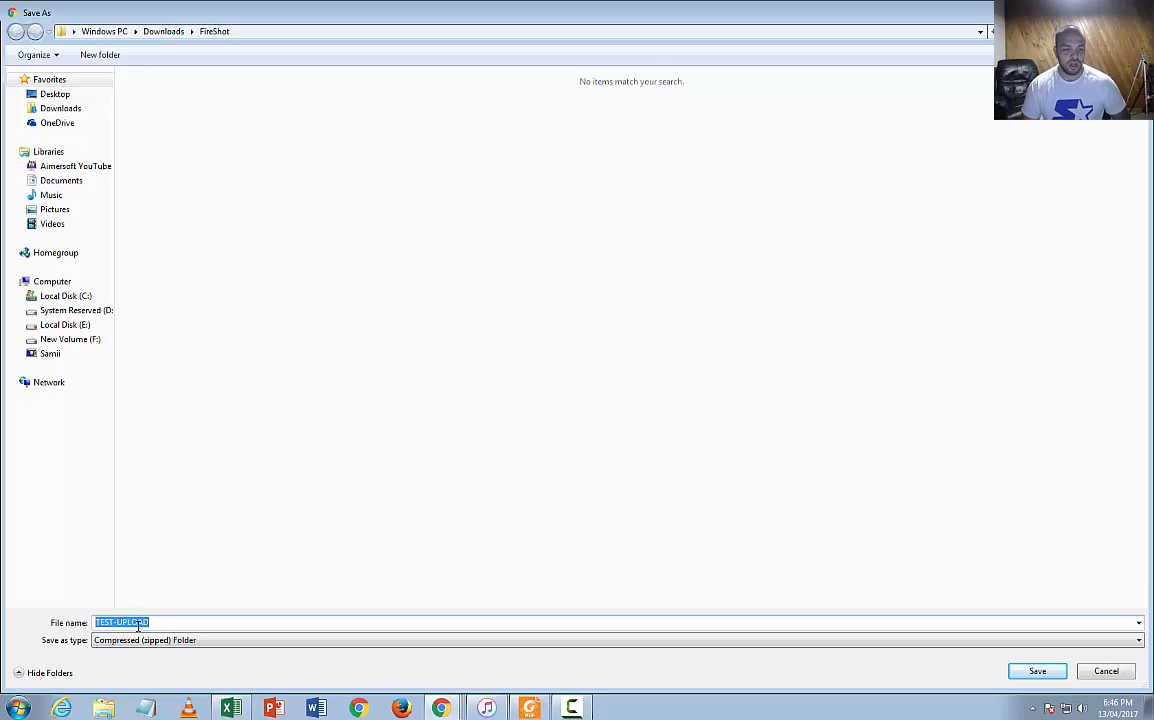 Save As
Windows PC Downloads FireShot
Organize New folder
Favorites
Desktop
Downloads
OneDrive
Libraries
Aimersoft YouTube
Documents
Music
Pictures
Videos
Homegroup
Computer
Local Disk (C:)
System Reserved (D:
Local Disk (E:)
New Volume (F:)
Samii
Network
No items match your search.
File name: TEST-UPLOAD
Save as type: Compressed (zipped) Folder
Hide Folders Save Cancel
6:46 PM
13/04/2017